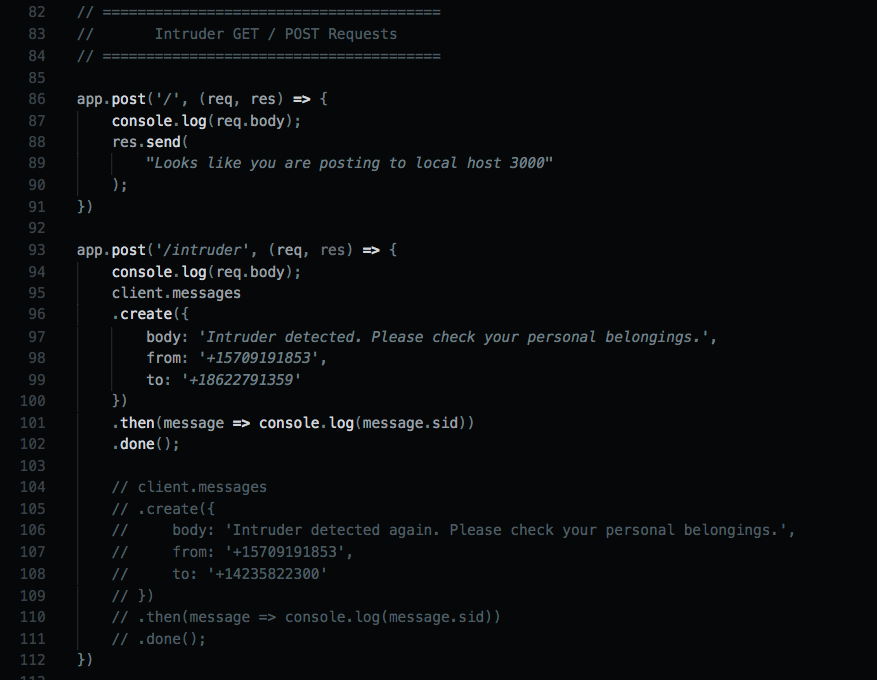 82 // =======================================
83 //       Intruder GET / POST Requests
84 // =======================================
85
86 app.post('/', (req, res) => {
87     console.log(req.body);
88     res.send(
89         "Looks like you are posting to local host 3000"
90     );
91 })
92
93 app.post('/intruder', (req, res) => {
94     console.log(req.body);
95     client.messages
96     .create({
97         body: 'Intruder detected. Please check your personal belongings.',
98         from: '+15709191853',
99         to: '+18622791359'
100     })
101     .then(message => console.log(message.sid))
102     .done();
103
104     // client.messages
105     // .create({
106     //     body: 'Intruder detected again. Please check your personal belongings.',
107     //     from: '+15709191853',
108     //     to: '+14235822300'
109     // })
110     // .then(message => console.log(message.sid))
111     // .done();
112 })
113